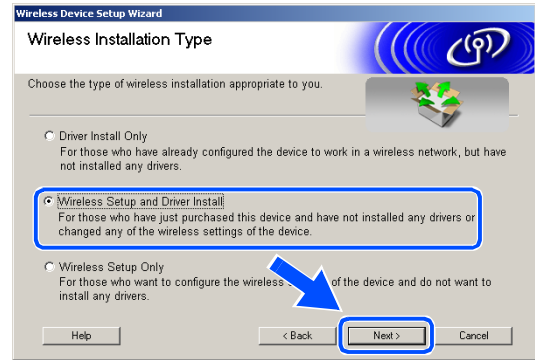 Wireless Device Setup Wizard
Wireless Installation Type
Choose the type of wireless installation appropriate to you.
Driver Install Only
For those who have already configured the device to work in a wireless network, but have
not installed any drivers.
Wireless Setup and Driver Install
For those who have just purchased this device and have not installed any drivers or
changed any of the wireless settings of the device.
Wireless Setup Only
For those who want to configure the wireless of the device and do not want to
install any drivers.
Help
< Back
Next >
Cancel